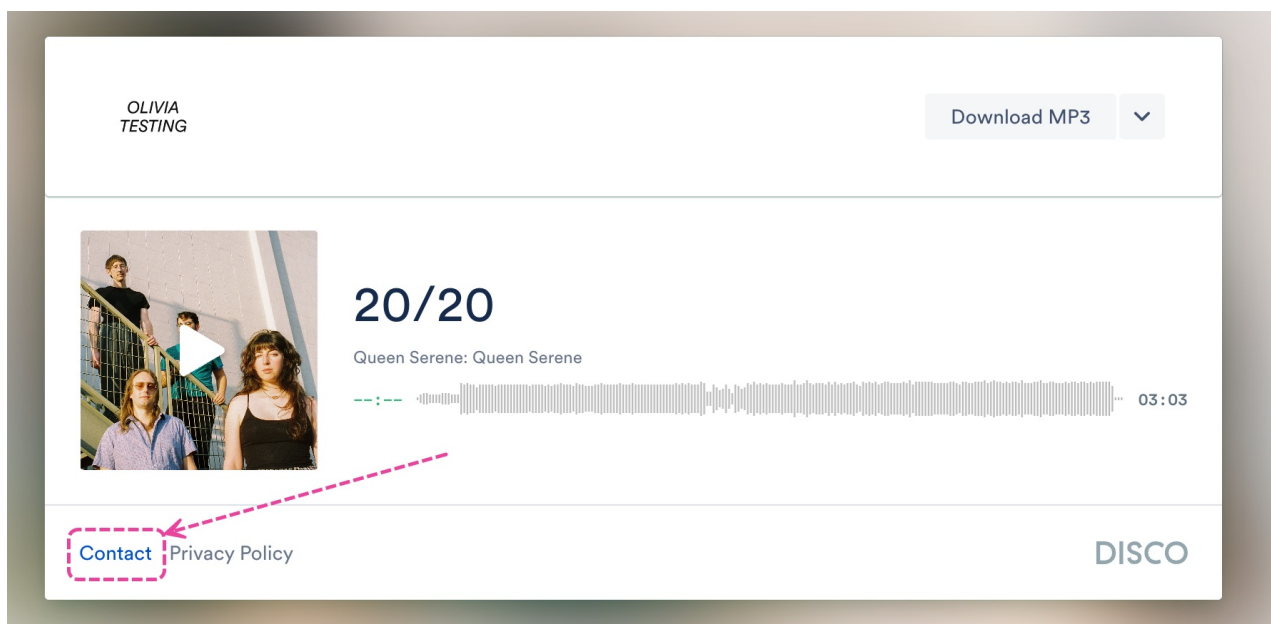 OLIVIA
TESTING
Download MP3
20/20
Queen Serene: Queen Serene
--:--
03:03
Contact
Privacy Policy
DISCO